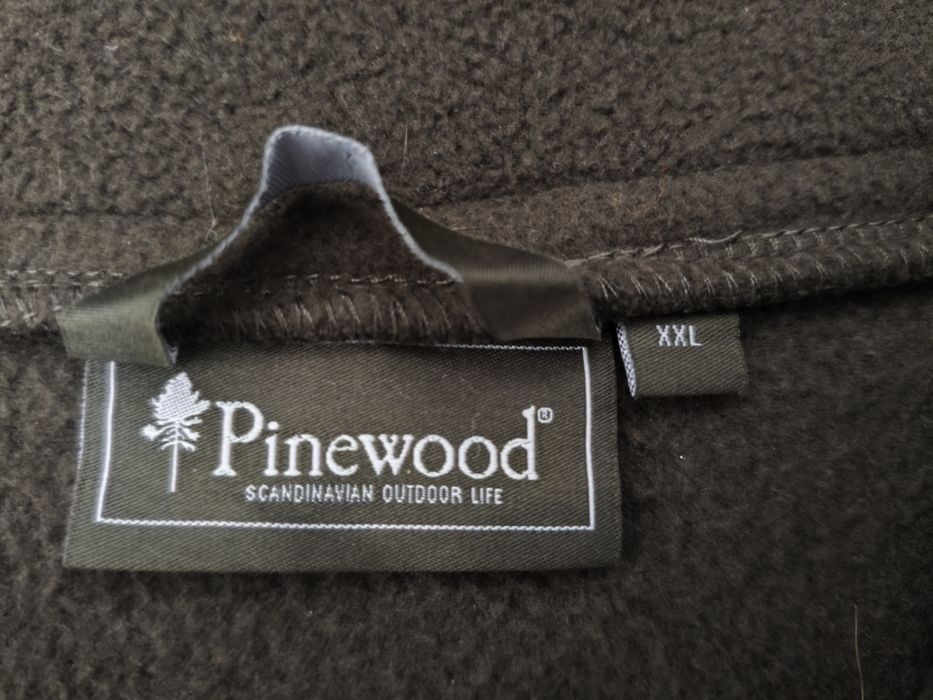 Pinewood®
SCANDINAVIAN OUTDOOR LIFE
XXL